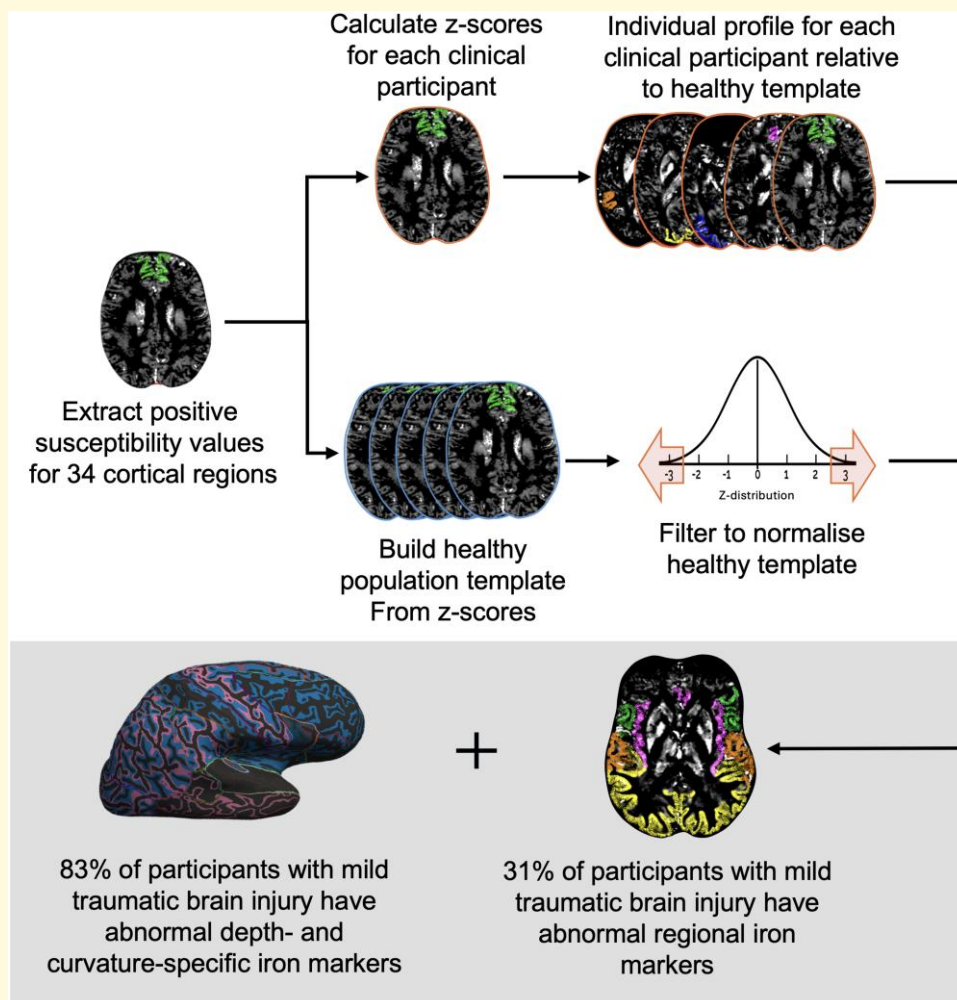 Calculate z-scores
for each clinical
participant
Individual profile for each
clinical participant relative
to healthy template
Extract positive
susceptibility values
for 34 cortical regions
Build healthy
population template
From z-scores
-3 -2 -1 0 1 2 3
Z-distribution
Filter to normalise
healthy template
+
83% of participants with mild
traumatic brain injury have
abnormal depth- and
curvature-specific iron markers
31% of participants with mild
traumatic brain injury have
abnormal regional iron
markers